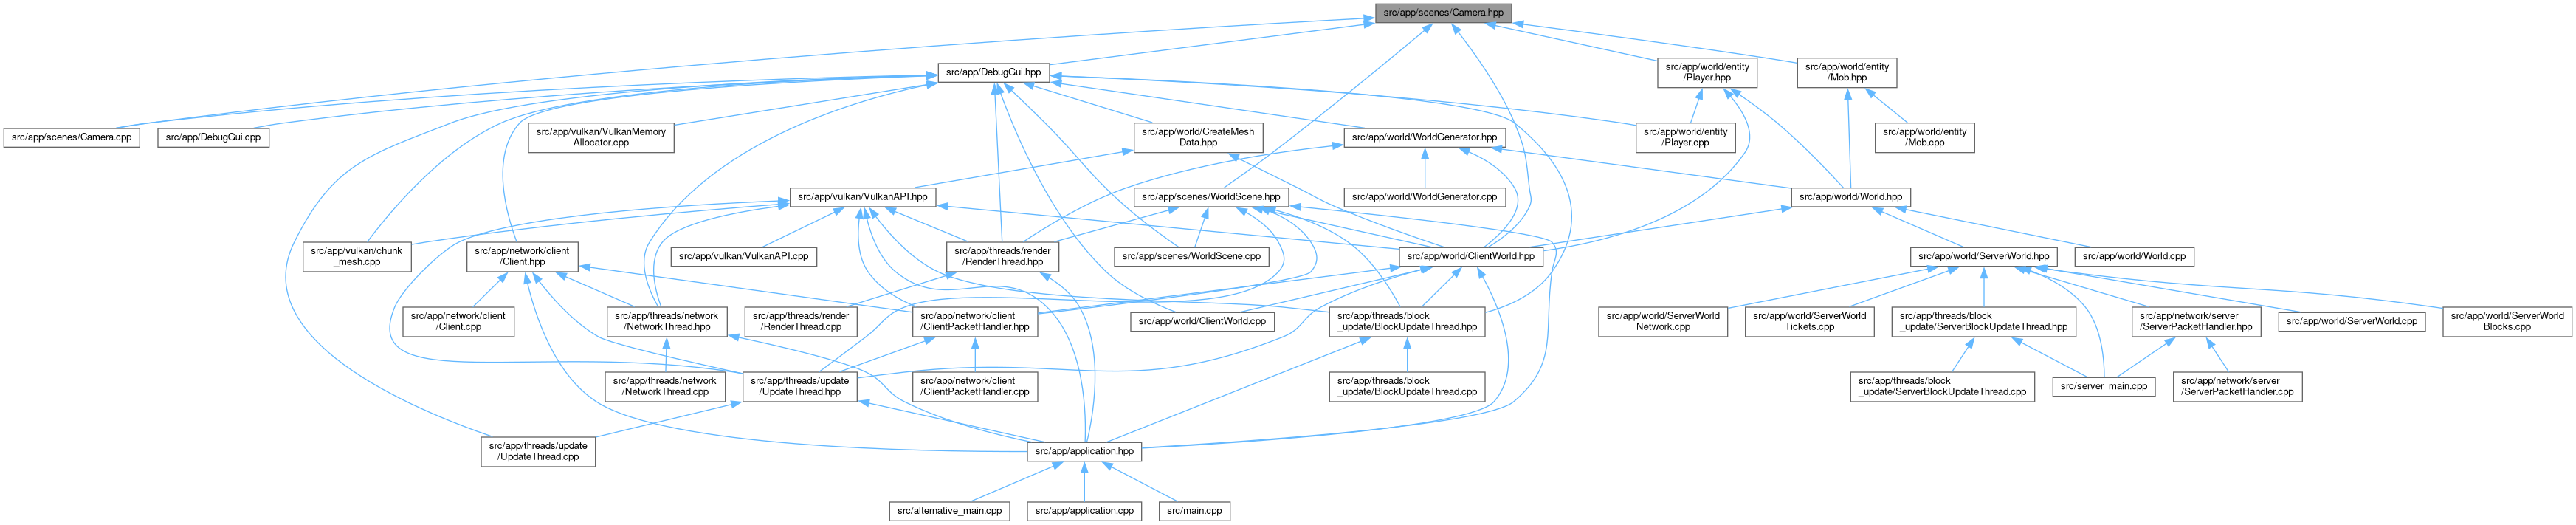 src/app/scenes/Camera.hpp
src/app/DebugGui.hpp
src/app/world/entity
/Player.hpp
src/app/world/entity
/Mob.hpp
src/app/scenes/Camera.cpp
src/app/DebugGui.cpp
src/app/vulkan/VulkanMemory
Allocator.cpp
src/app/world/CreateMesh
Data.hpp
src/app/world/WorldGenerator.hpp
src/app/world/entity
/Player.cpp
src/app/world/entity
/Mob.cpp
src/app/vulkan/VulkanAPI.hpp
src/app/scenes/WorldScene.hpp
src/app/world/WorldGenerator.cpp
src/app/world/World.hpp
src/app/vulkan/chunk
_mesh.cpp
src/app/network/client
/Client.hpp
src/app/vulkan/VulkanAPI.cpp
src/app/threads/render
/RenderThread.hpp
src/app/scenes/WorldScene.cpp
src/app/world/ClientWorld.hpp
src/app/world/ServerWorld.hpp
src/app/world/World.cpp
src/app/network/client
/Client.cpp
src/app/threads/network
/NetworkThread.hpp
src/app/threads/render
/RenderThread.cpp
src/app/network/client
/ClientPacketHandler.hpp
src/app/world/ClientWorld.cpp
src/app/threads/block
_update/BlockUpdateThread.hpp
src/app/world/ServerWorld
Network.cpp
src/app/world/ServerWorld
Tickets.cpp
src/app/threads/block
_update/ServerBlockUpdateThread.hpp
src/app/network/server
/ServerPacketHandler.hpp
src/app/world/ServerWorld.cpp
src/app/world/ServerWorld
Blocks.cpp
src/app/threads/network
/NetworkThread.cpp
src/app/threads/update
/UpdateThread.hpp
src/app/network/client
/ClientPacketHandler.cpp
src/app/threads/block
_update/BlockUpdateThread.cpp
src/app/threads/block
_update/ServerBlockUpdateThread.cpp
src/server_main.cpp
src/app/network/server
/ServerPacketHandler.cpp
src/app/threads/update
/UpdateThread.cpp
src/app/application.hpp
src/alternative_main.cpp
src/app/application.cpp
src/main.cpp